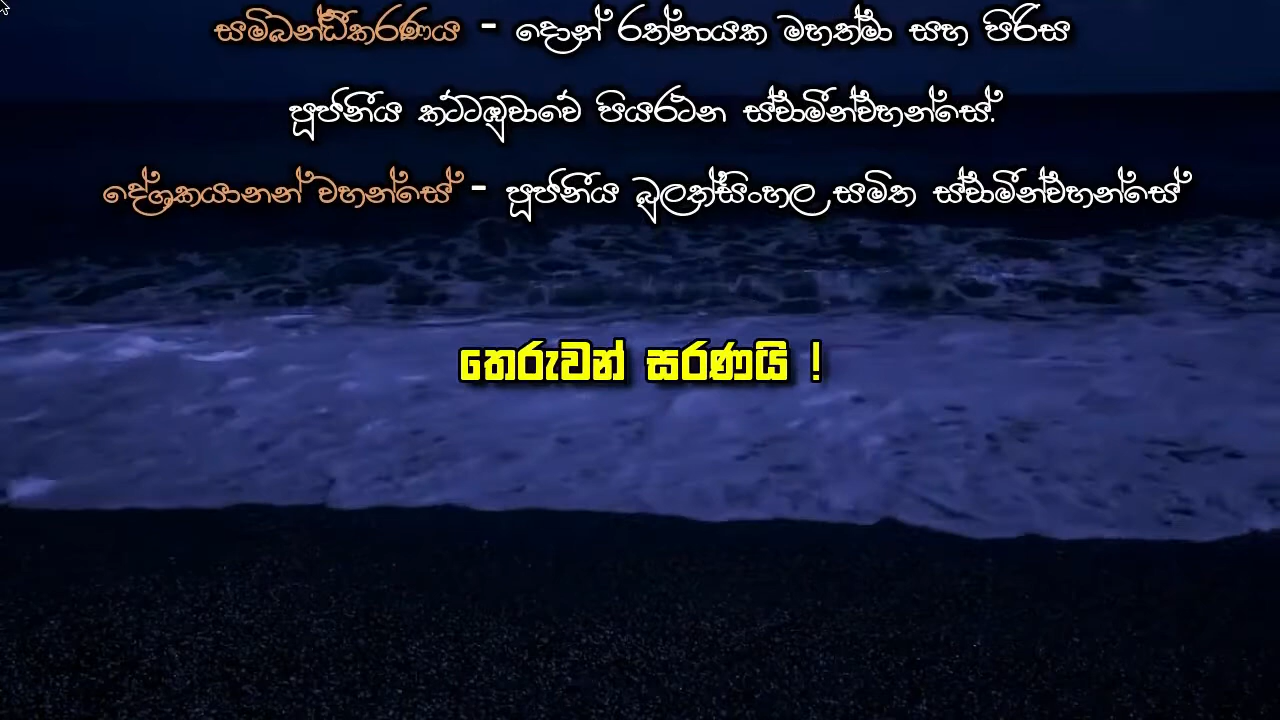 සම්බන්ධීකරණය - දොන් රත්නායක මහත්මා සහ පිරිස
පූජනීය කට්ටඹුවාවේ පියරටන ස්වාමීන්වහන්සේ.
දේශකයානන් වහන්සේ - පූජනීය බුලත්සිංහල සමිත ස්වාමීන්වහන්සේ
තෙරුවන් සරණයි !